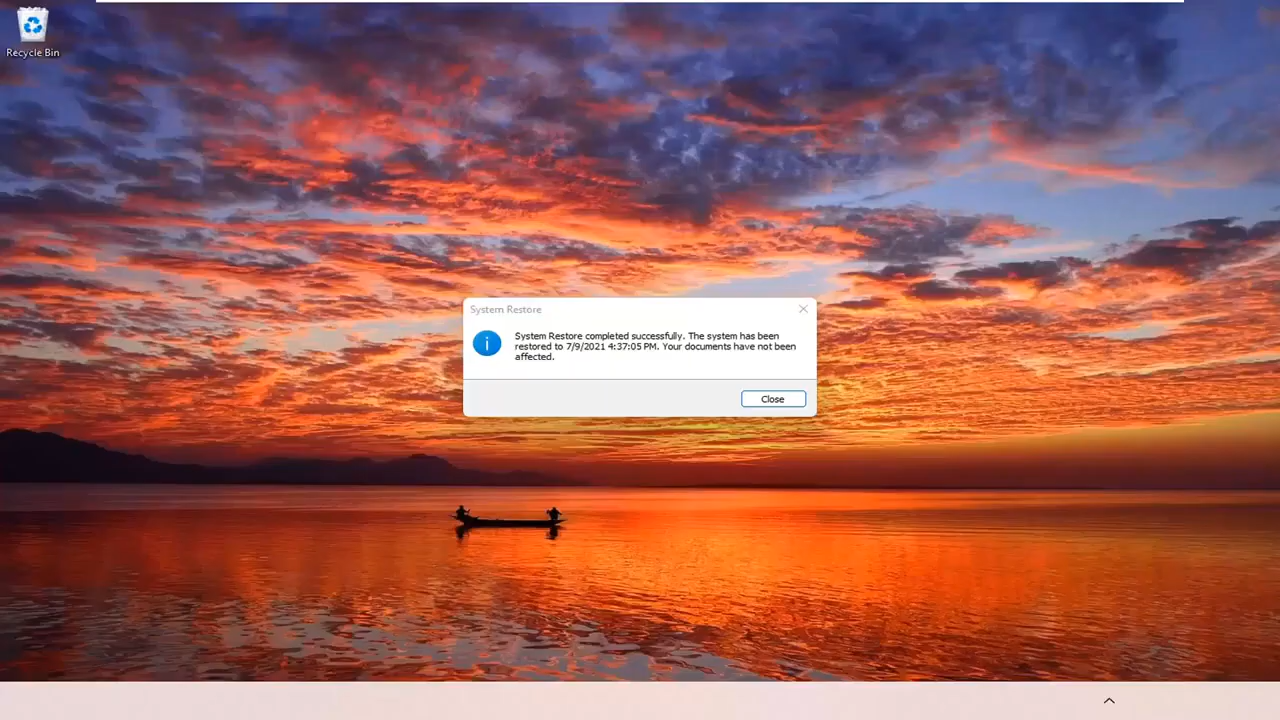 Recycle Bin
System Restore
System Restore completed successfully. The system has been
restored to 7/9/2021 4:37:05 PM. Your documents have not been
affected.
Close